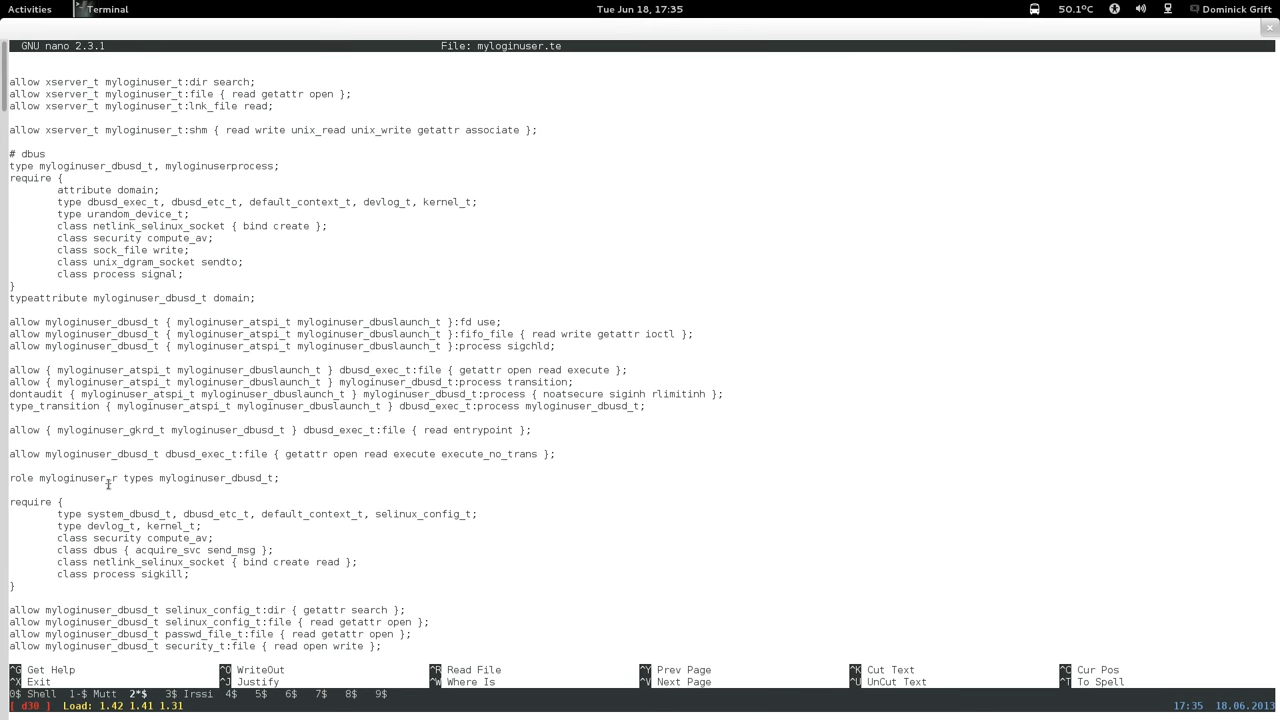 Activities Terminal Tue Jun 18, 17:35 50.1°C Dominick Grift
GNU nano 2.3.1 File: myloginuser.te
allow xserver_t myloginuser_t:dir search;
allow xserver_t myloginuser_t:file { read getattr open };
allow xserver_t myloginuser_t:lnk_file read;
allow xserver_t myloginuser_t:shm { read write unix_read unix_write getattr associate };
# dbus
type myloginuser_dbusd_t, myloginuserprocess;
require {
attribute domain;
type dbusd_exec_t, dbusd_etc_t, default_context_t, devlog_t, kernel_t;
type urandom_device_t;
class netlink_selinux_socket { bind create };
class security compute_av;
class sock_file write;
class unix_dgram_socket sendto;
class process signal;
}
typeattribute myloginuser_dbusd_t domain;
allow myloginuser_dbusd_t { myloginuser_atspi_t myloginuser_dbuslaunch_t }:fd use;
allow myloginuser_dbusd_t { myloginuser_atspi_t myloginuser_dbuslaunch_t }:fifo_file { read write getattr ioctl };
allow myloginuser_dbusd_t { myloginuser_atspi_t myloginuser_dbuslaunch_t }:process sigchld;
allow { myloginuser_atspi_t myloginuser_dbuslaunch_t } dbusd_exec_t:file { getattr open read execute };
allow { myloginuser_atspi_t myloginuser_dbuslaunch_t } myloginuser_dbusd_t:process transition;
dontaudit { myloginuser_atspi_t myloginuser_dbuslaunch_t } myloginuser_dbusd_t:process { noatsecure siginh rlimitinh };
type_transition { myloginuser_atspi_t myloginuser_dbuslaunch_t } dbusd_exec_t:process myloginuser_dbusd_t;
allow { myloginuser_gkrd_t myloginuser_dbusd_t } dbusd_exec_t:file { read entrypoint };
allow myloginuser_dbusd_t dbusd_exec_t:file { getattr open read execute execute_no_trans };
role myloginuser_r types myloginuser_dbusd_t;
require {
type system_dbusd_t, dbusd_etc_t, default_context_t, selinux_config_t;
type devlog_t, kernel_t;
class security compute_av;
class dbus { acquire_svc send_msg };
class netlink_selinux_socket { bind create read };
class process sigkill;
}
allow myloginuser_dbusd_t selinux_config_t:dir { getattr search };
allow myloginuser_dbusd_t selinux_config_t:file { read getattr open };
allow myloginuser_dbusd_t passwd_file_t:file { read getattr open };
allow myloginuser_dbusd_t security_t:file { read open write };
^G Get Help ^O WriteOut ^R Read File ^Y Prev Page ^K Cut Text ^C Cur Pos
^X Exit ^J Justify ^W Where Is ^V Next Page ^U UnCut Text ^T To Spell
0$ Shell 1-$ Mutt 2*$ 3$ Irssi 4$ 5$ 6$ 7$ 8$ 9$
[ d30 ] Load: 1.42 1.41 1.31 17:35 18.06.2013